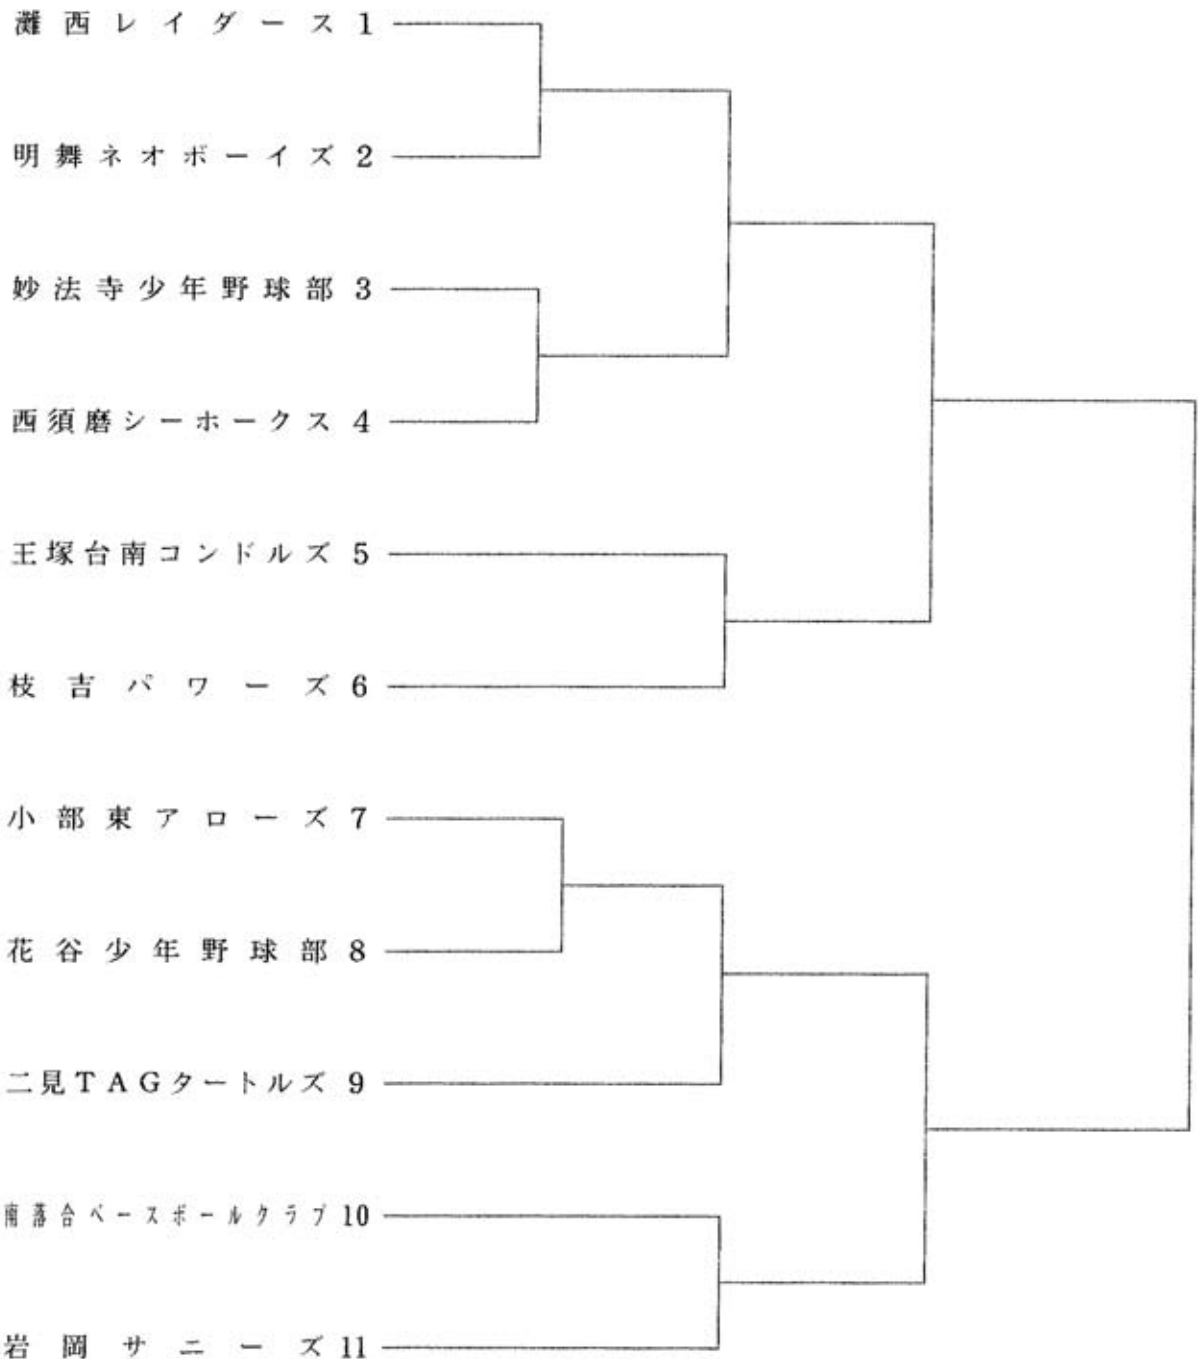 灘西レイダース 1
明舞ネオボーイズ 2
妙法寺少年野球部 3
西須磨シーホークス 4
王塚台南コンドルズ 5
枝吉パワーズ 6
小部東アローズ 7
花谷少年野球部 8
二見TAGタートルズ 9
南落合ベースボールクラブ 10
岩岡サニーズ 11